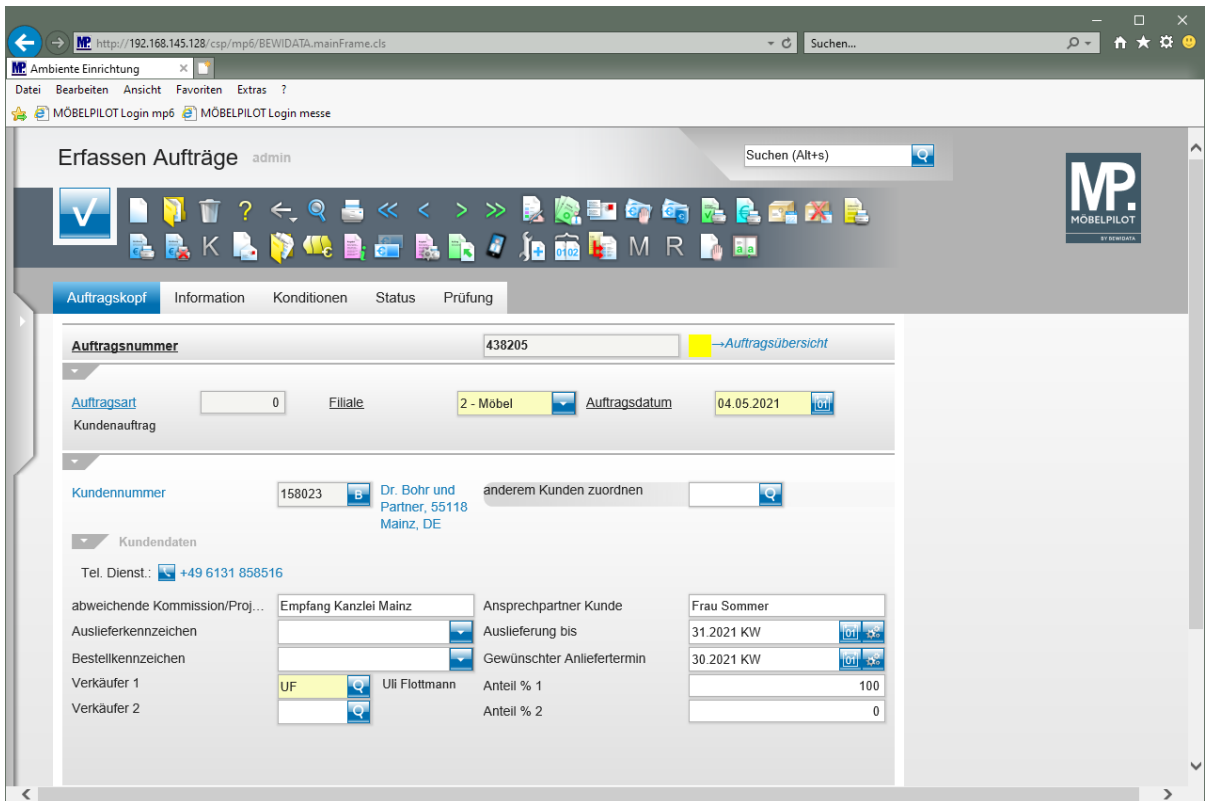 http://192.168.145.128/csp/mp6/BEWIDATA.mainFrame.cls Suchen...
MP. Ambiente Einrichtung
Datei Bearbeiten Ansicht Favoriten Extras ?
MÖBELPILOT Login mp6 MÖBELPILOT Login messe
Erfassen Aufträge admin Suchen (Alt+s)
MP.
MÖBELPILOT
BY BEWIDATA
K M R
Auftragskopf Information Konditionen Status Prüfung
Auftragsnummer 438205 →Auftragsübersicht
Auftragsart 0 Filiale 2 - Möbel Auftragsdatum 04.05.2021
Kundenauftrag
Kundennummer 158023 B Dr. Bohr und anderem Kunden zuordnen
Partner, 55118
Mainz, DE
Kundendaten
Tel. Dienst.: +49 6131 858516
abweichende Kommission/Proj... Empfang Kanzlei Mainz Ansprechpartner Kunde Frau Sommer
Auslieferkennzeichen Auslieferung bis 31.2021 KW
Bestellkennzeichen Gewünschter Anliefertermin 30.2021 KW
Verkäufer 1 UF Uli Flottmann Anteil % 1 100
Verkäufer 2 Anteil % 2 0